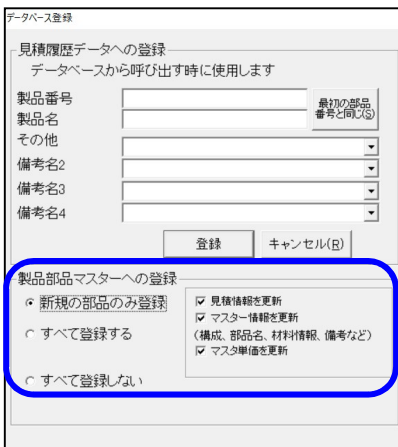 データベース登録
見積履歴データへの登録
データベースから呼び出す時に使用します
製品番号
製品名
最初の部品
番号と同じ(S)
その他
備考名2
備考名3
備考名4
登録
キャンセル(R)
製品部品マスターへの登録
新規の部品のみ登録
すべて登録する
すべて登録しない
見積情報を更新
マスター情報を更新
(構成、部品名、材料情報、備考など)
マスタ単価を更新